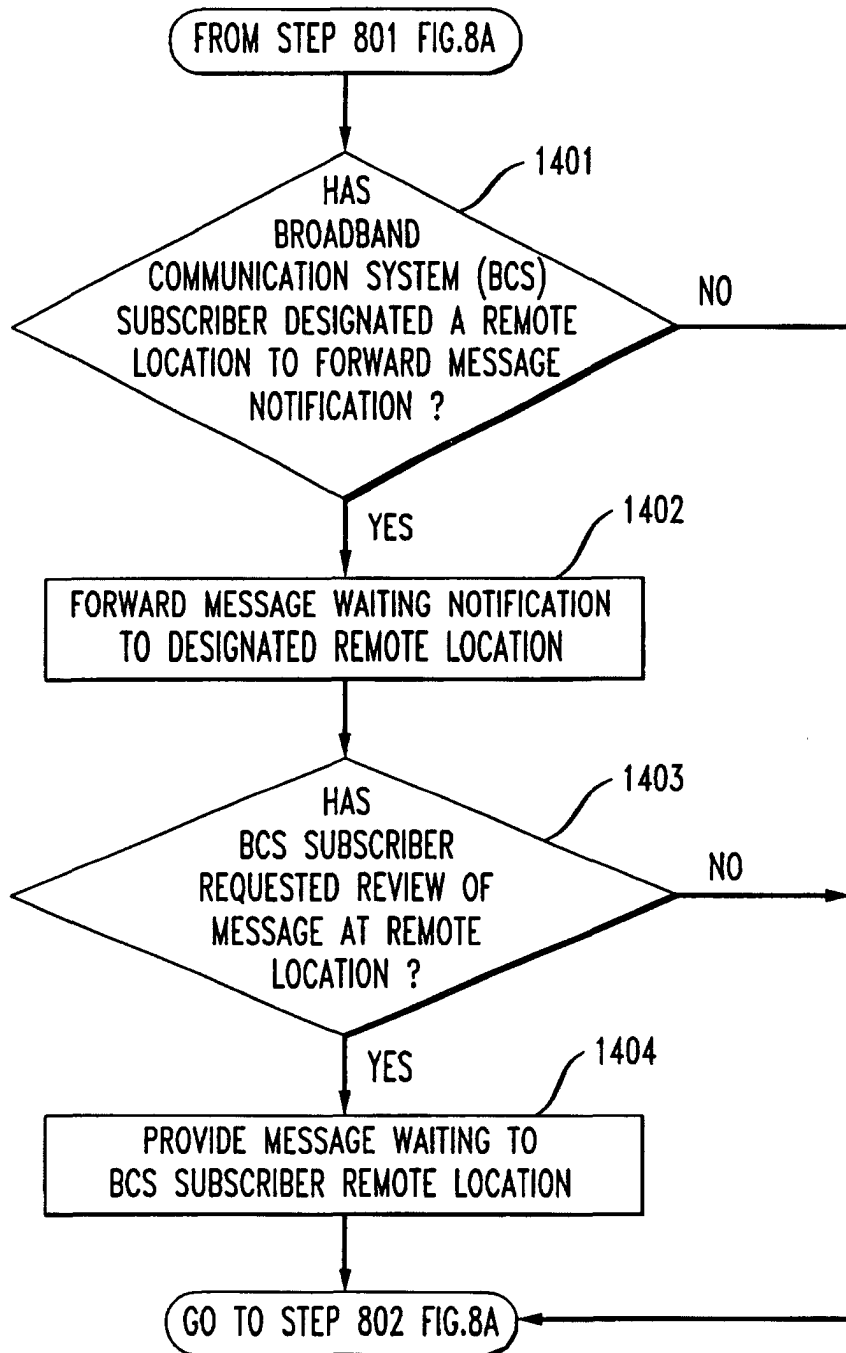 FROM STEP 801 FIG.8A
1401
HAS
BROADBAND
COMMUNICATION SYSTEM (BCS)
SUBSCRIBER DESIGNATED A REMOTE
LOCATION TO FORWARD MESSAGE
NOTIFICATION ?
NO
YES
1402
FORWARD MESSAGE WAITING NOTIFICATION
TO DESIGNATED REMOTE LOCATION
1403
HAS
BCS SUBSCRIBER
REQUESTED REVIEW OF
MESSAGE AT REMOTE
LOCATION ?
NO
YES
1404
PROVIDE MESSAGE WAITING TO
BCS SUBSCRIBER REMOTE LOCATION
GO TO STEP 802 FIG.8A